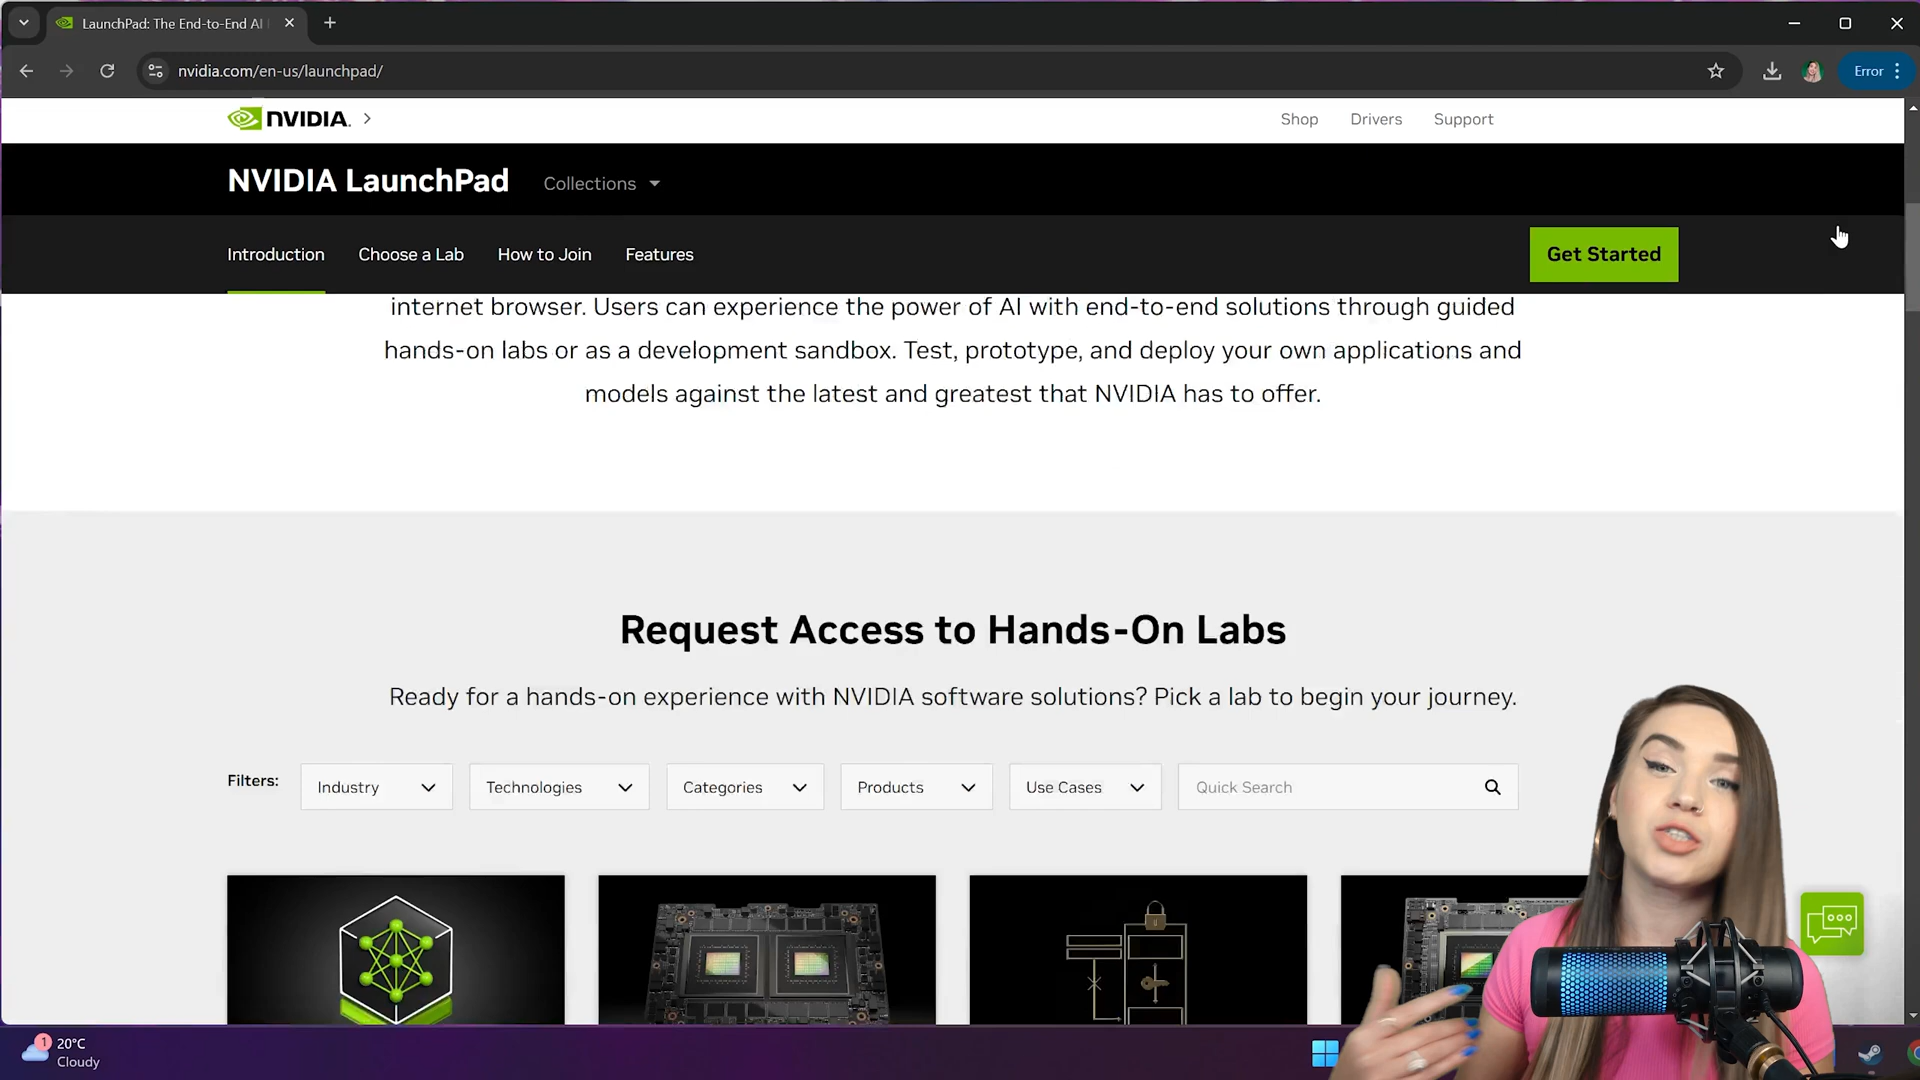 LaunchPad: The End-to-End AI
nvidia.com/en-us/launchpad/
Error
NVIDIA.
Shop
Drivers
Support
NVIDIA LaunchPad
Collections
Introduction
Choose a Lab
How to Join
Features
Get Started
internet browser. Users can experience the power of AI with end-to-end solutions through guided
hands-on labs or as a development sandbox. Test, prototype, and deploy your own applications and
models against the latest and greatest that NVIDIA has to offer.
Request Access to Hands-On Labs
Ready for a hands-on experience with NVIDIA software solutions? Pick a lab to begin your journey.
Filters:
Industry
Technologies
Categories
Products
Use Cases
Quick Search
1
20°C
Cloudy